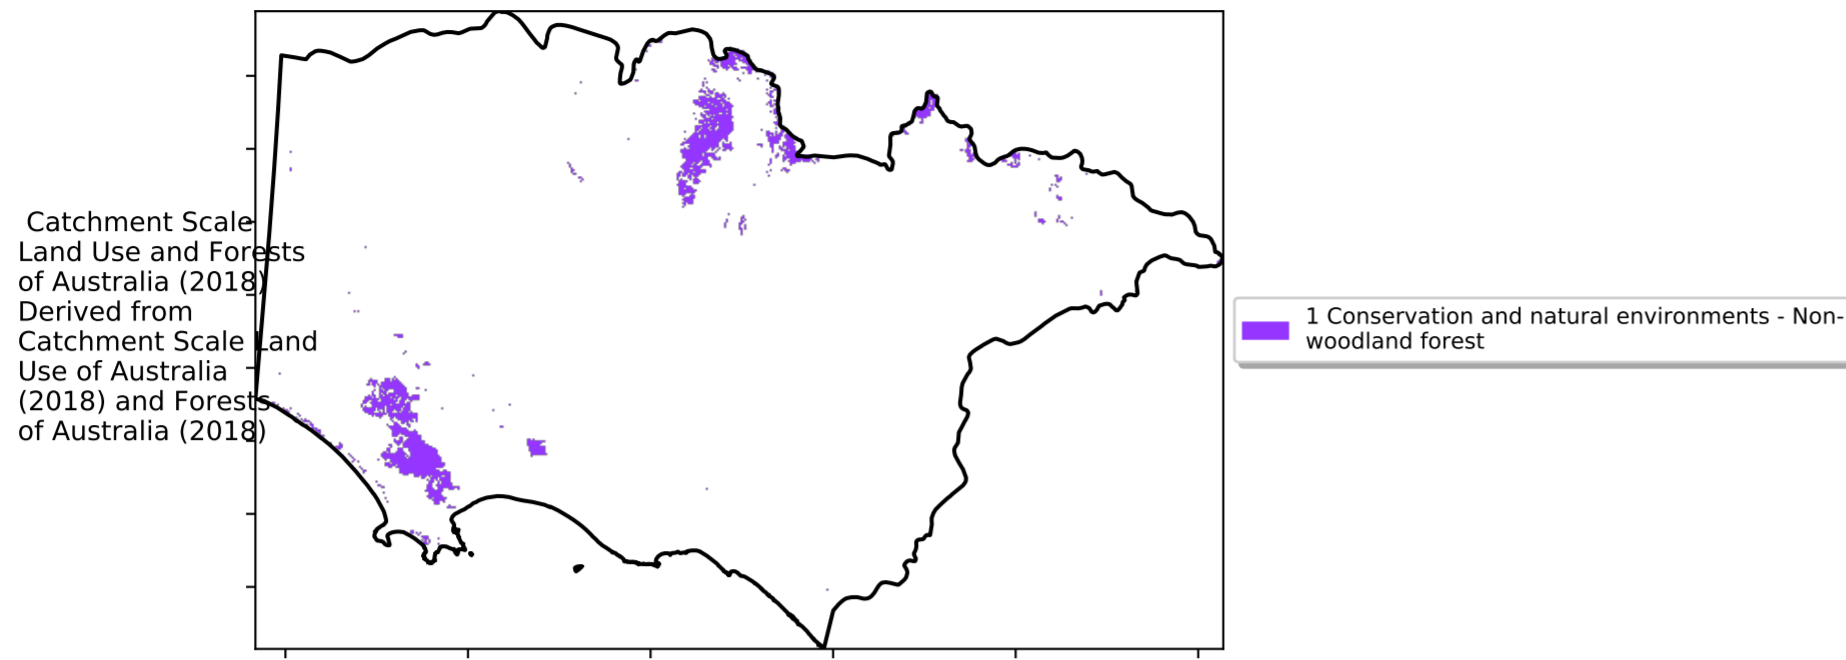 Catchment Scale
Land Use and Forests
of Australia (2018)
Derived from
Catchment Scale Land
Use of Australia
(2018) and Forests
of Australia (2018)
1 Conservation and natural environments - Non-
woodland forest